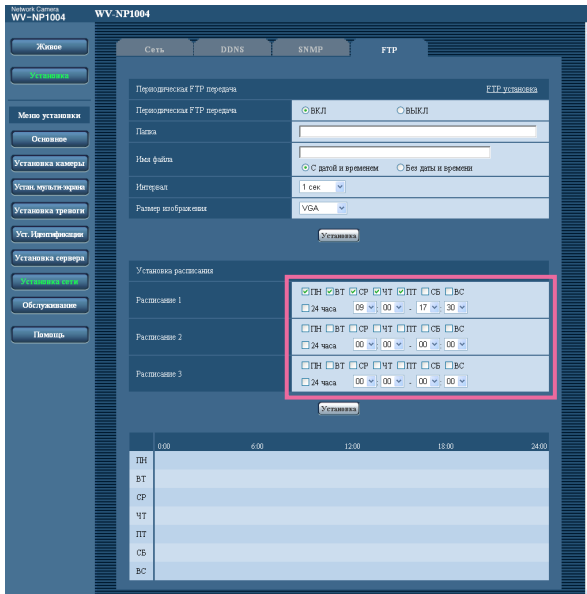 Network Camera
WV-NP1004
WV-NP1004
Живое
Установка
Меню установки
Основное
Установка камеры
Устан. мульти-экрана
Установка тревоги
Уст. Идентификации
Установка сервера
Установка сети
Обслуживание
Помощь
Сеть DDNS SNMP FTP
Периодическая FTP передача FTP установка
Периодическая FTP передача ВКЛ ВЫКЛ
Папка
Имя файла
С датой и временем Без даты и времени
Интервал 1 сек
Размер изображения VGA
Установка
Установка расписания
Расписание 1
ПН ВТ СР ЧТ ПТ СБ ВС
24 часа 09 : 00 - 17 : 30
Расписание 2
ПН ВТ СР ЧТ ПТ СБ ВС
24 часа 00 : 00 - 00 : 00
Расписание 3
ПН ВТ СР ЧТ ПТ СБ ВС
24 часа 00 : 00 - 00 : 00
Установка
0:00 6:00 12:00 18:00 24:00
ПН
ВТ
СР
ЧТ
ПТ
СБ
ВС